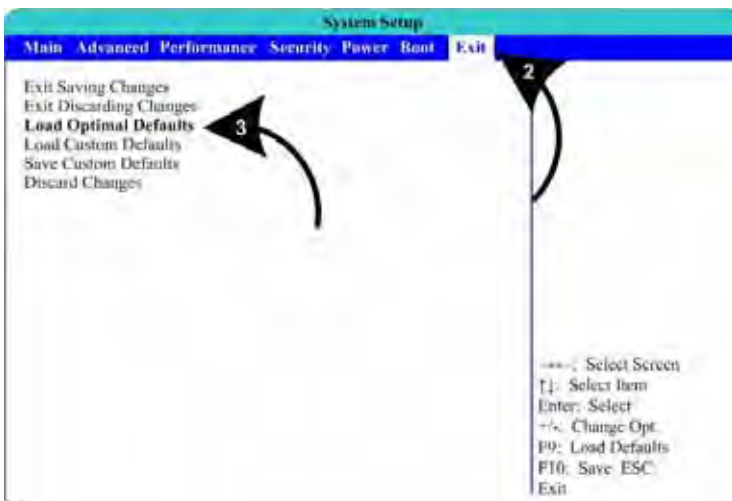 System Setup
Main Advanced Performance Security Power Boot Exit
2
Exit Saving Changes
Exit Discarding Changes
Load Optimal Defaults 3
Load Custom Defaults
Save Custom Defaults
Discard Changes
→←: Select Screen
↑↓: Select Item
Enter: Select
+/-: Change Opt.
F9: Load Defaults
F10: Save ESC:
Exit